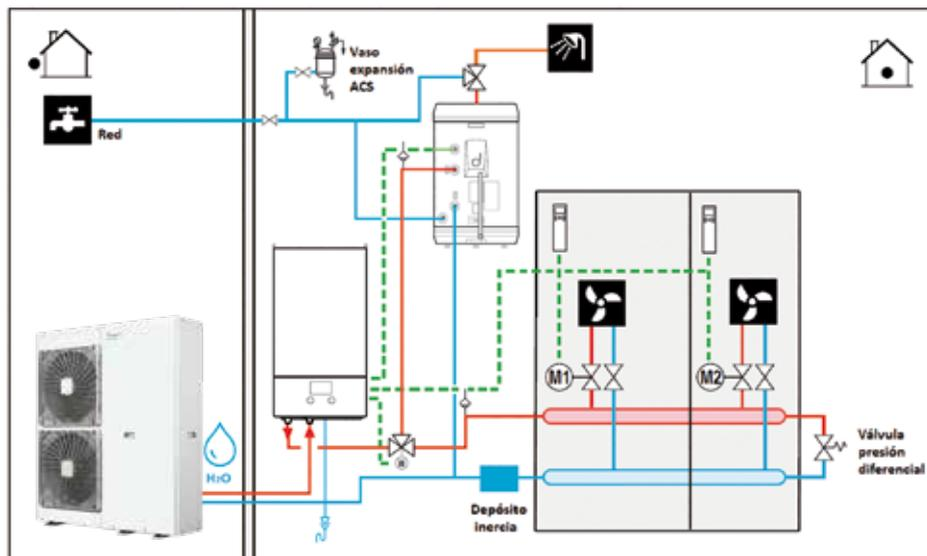 Vaso
expansión
ACS
Red
H₂O
M1
M2
Válvula
presión
diferencial
Depósito
inercia